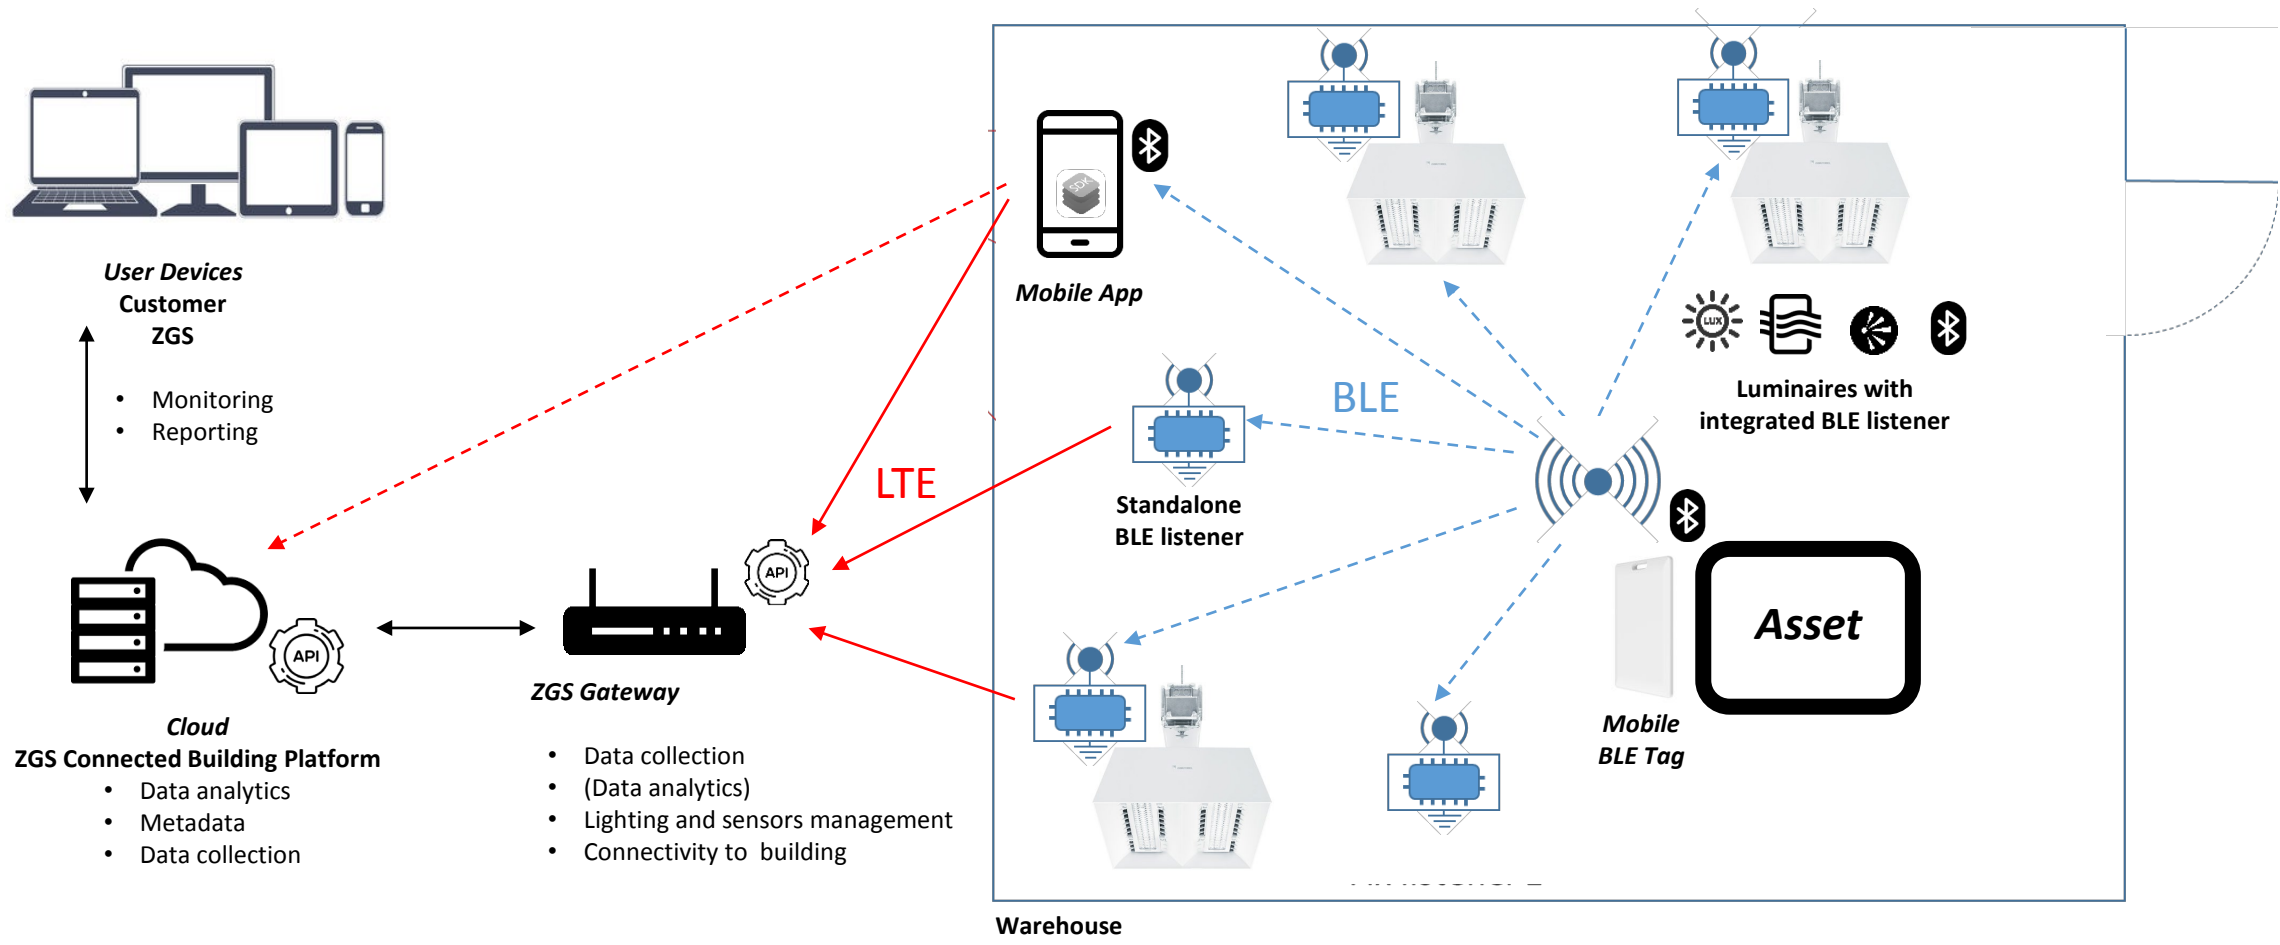 User Devices
Customer
ZGS
• Monitoring
• Reporting
Cloud
ZGS Connected Building Platform
• Data analytics
• Metadata
• Data collection
API
API
ZGS Gateway
• Data collection
• (Data analytics)
• Lighting and sensors management
• Connectivity to building
LTE
SDK
Mobile App
BLE
Standalone
BLE listener
LUX
Luminaires with
integrated BLE listener
Asset
Mobile
BLE Tag
Warehouse